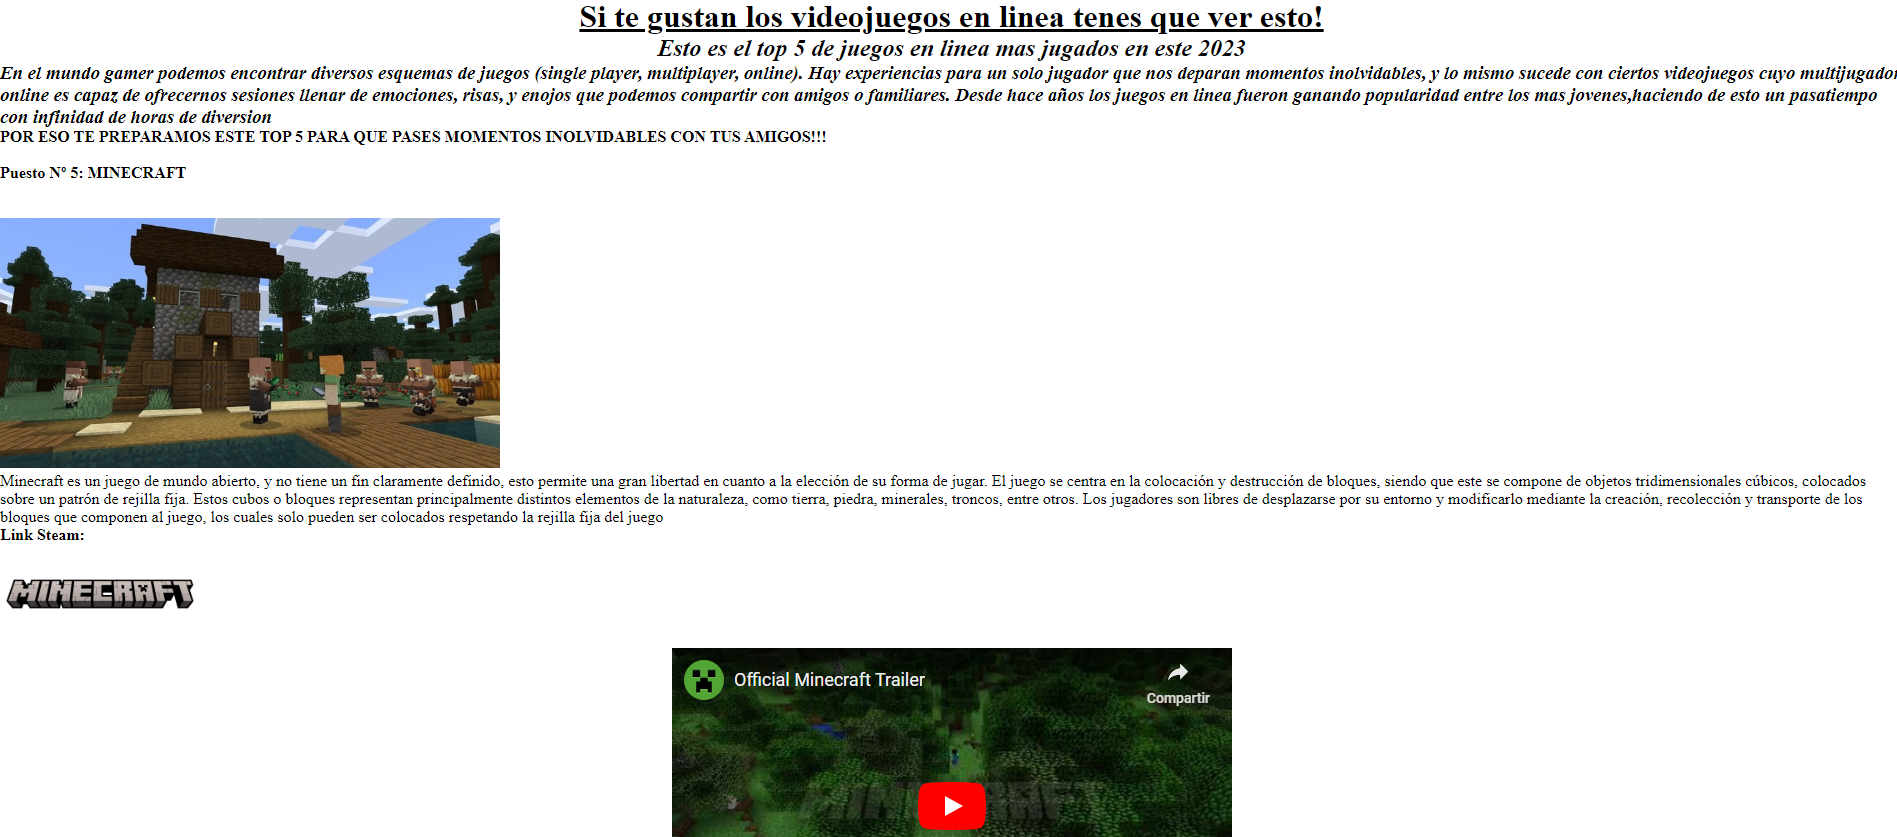 Si te gustan los videojuegos en linea tenes que ver esto!
Esto es el top 5 de juegos en linea mas jugados en este 2023
En el mundo gamer podemos encontrar diversos esquemas de juegos (single player, multiplayer, online). Hay experiencias para un solo jugador que nos deparan momentos inolvidables, y lo mismo sucede con ciertos videojuegos cuyo multijugador
online es capaz de ofrecernos sesiones llenar de emociones, risas, y enojos que podemos compartir con amigos o familiares. Desde hace años los juegos en linea fueron ganando popularidad entre los mas jovenes,haciendo de esto un pasatiempo
con infinidad de horas de diversion
POR ESO TE PREPARAMOS ESTE TOP 5 PARA QUE PASES MOMENTOS INOLVIDABLES CON TUS AMIGOS!!!
Puesto Nº 5: MINECRAFT
Minecraft es un juego de mundo abierto, y no tiene un fin claramente definido, esto permite una gran libertad en cuanto a la elección de su forma de jugar. El juego se centra en la colocación y destrucción de bloques, siendo que este se compone de objetos tridimensionales cúbicos, colocados
sobre un patrón de rejilla fija. Estos cubos o bloques representan principalmente distintos elementos de la naturaleza, como tierra, piedra, minerales, troncos, entre otros. Los jugadores son libres de desplazarse por su entorno y modificarlo mediante la creación, recolección y transporte de los
bloques que componen al juego, los cuales solo pueden ser colocados respetando la rejilla fija del juego
Link Steam:
MINECRAFT
Official Minecraft Trailer
Compartir
MINECRAFT